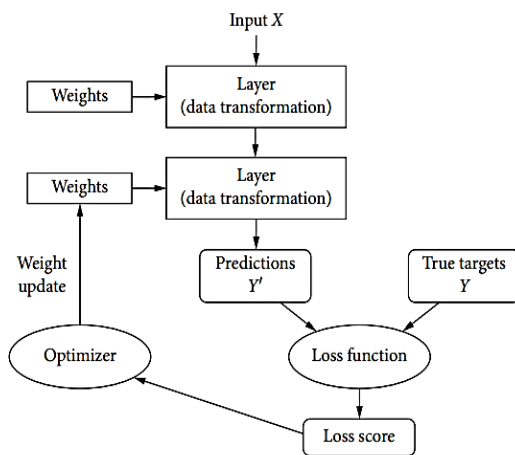 Input X
Weights
Layer
(data transformation)
Weights
Layer
(data transformation)
Weight
update
Predictions
Y′
True targets
Y
Optimizer
Loss function
Loss score